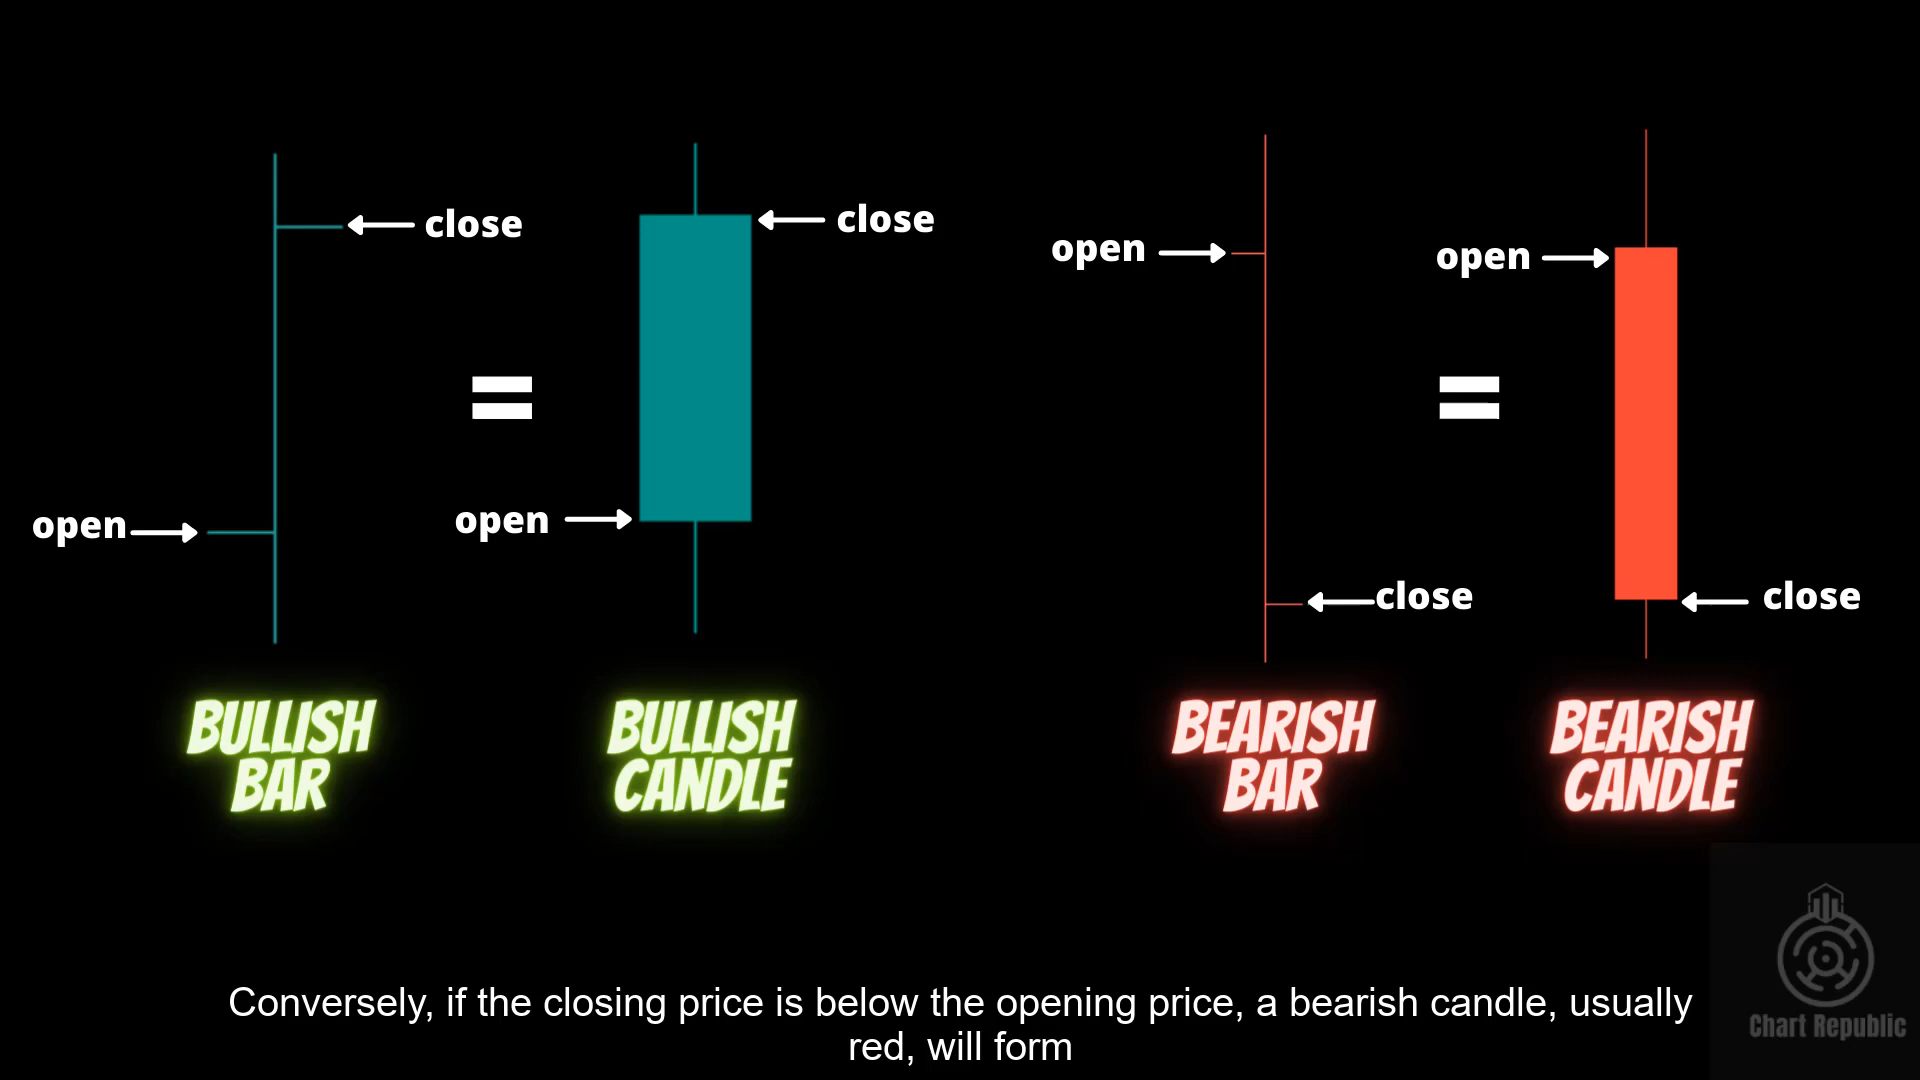 close
open
=
close
open
open
close
=
open
close
BULLISH
BAR
BULLISH
CANDLE
BEARISH
BAR
BEARISH
CANDLE
Chart Republic
Conversely, if the closing price is below the opening price, a bearish candle, usually
red, will form